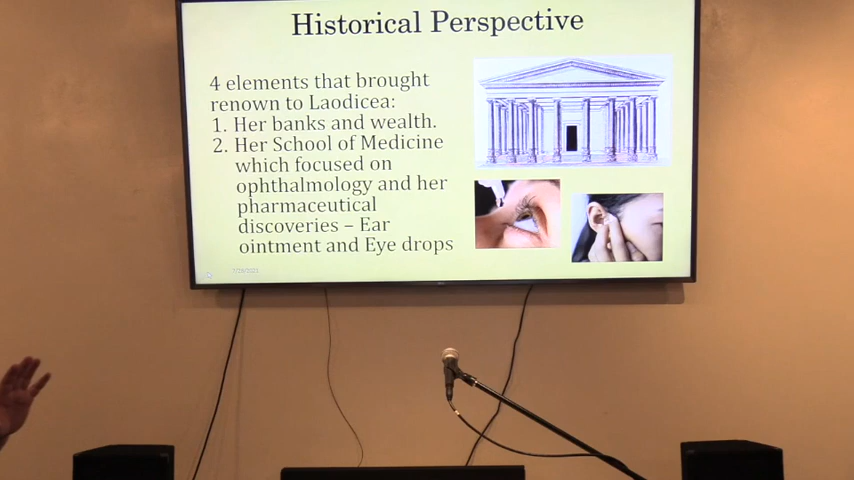 Historical Perspective
4 elements that brought
renown to Laodicea:
1. Her banks and wealth.
2. Her School of Medicine
which focused on
ophthalmology and her
pharmaceutical
discoveries – Ear
ointment and Eye drops